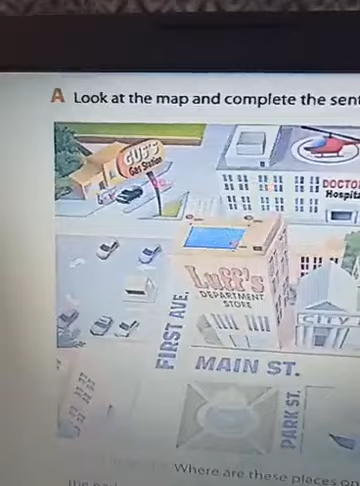 A Look at the map and complete the sent
GUS'S
Gas Station
DOCTO
Hospita
Luff's
DEPARTMENT
STORE
CITY
FIRST AVE.
MAIN ST.
PARK ST.
Where are these places on